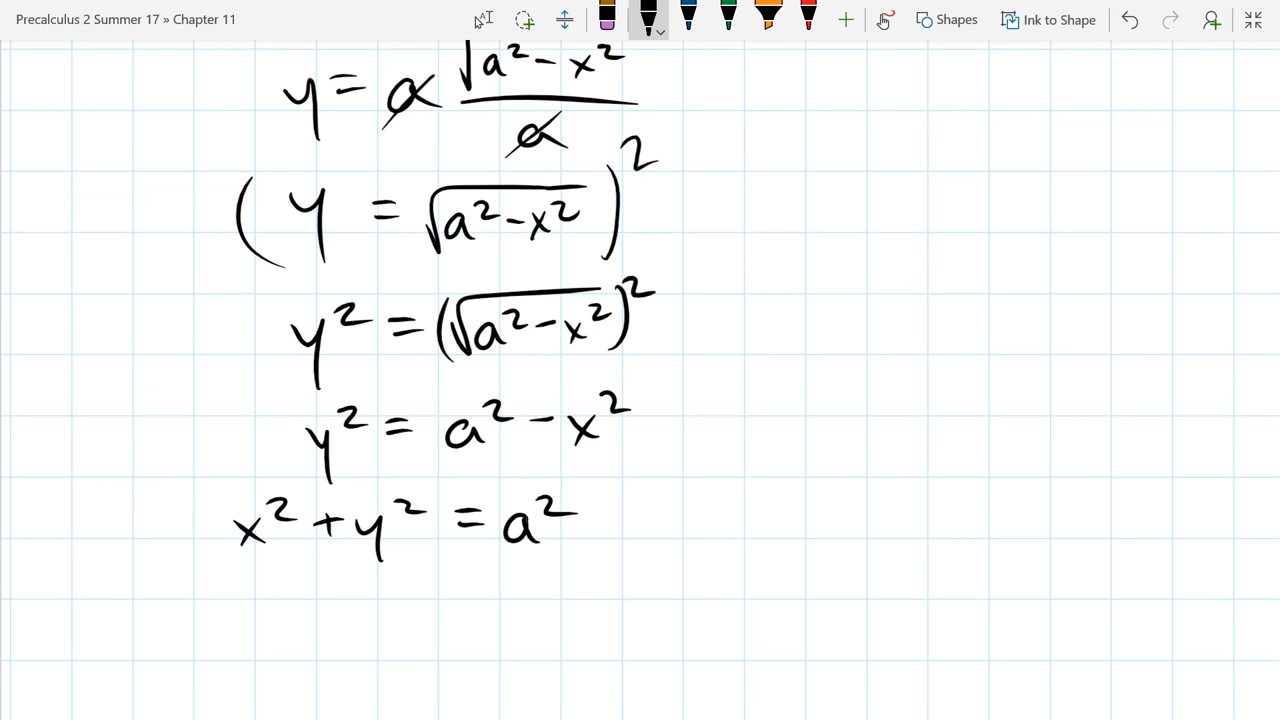 Precalculus 2 Summer 17 » Chapter 11
Shapes
Ink to Shape
y = a √(a² - x²) / a
( y = √(a² - x²) )²
y² = (√(a² - x²))²
y² = a² - x²
x² + y² = a²